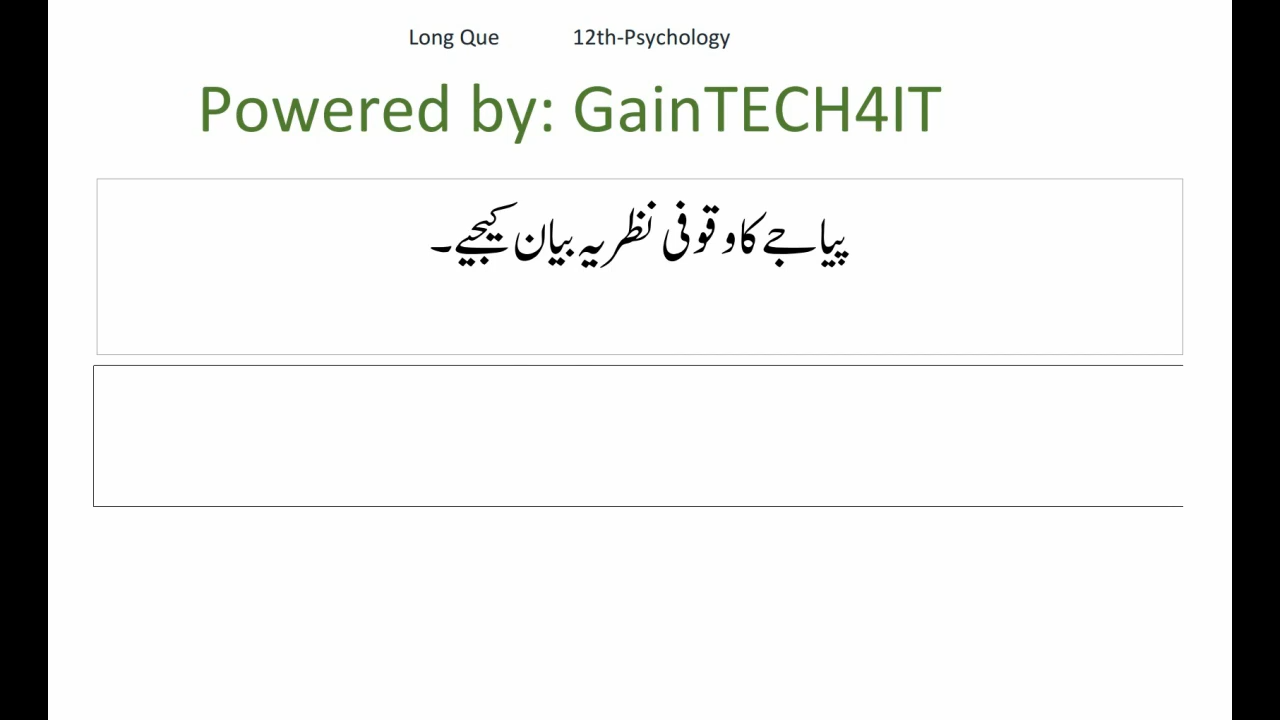 Long Que 12th-Psychology
Powered by: GainTECH4IT
پیاجے کا وقوفی نظریہ بیان کیجیے۔